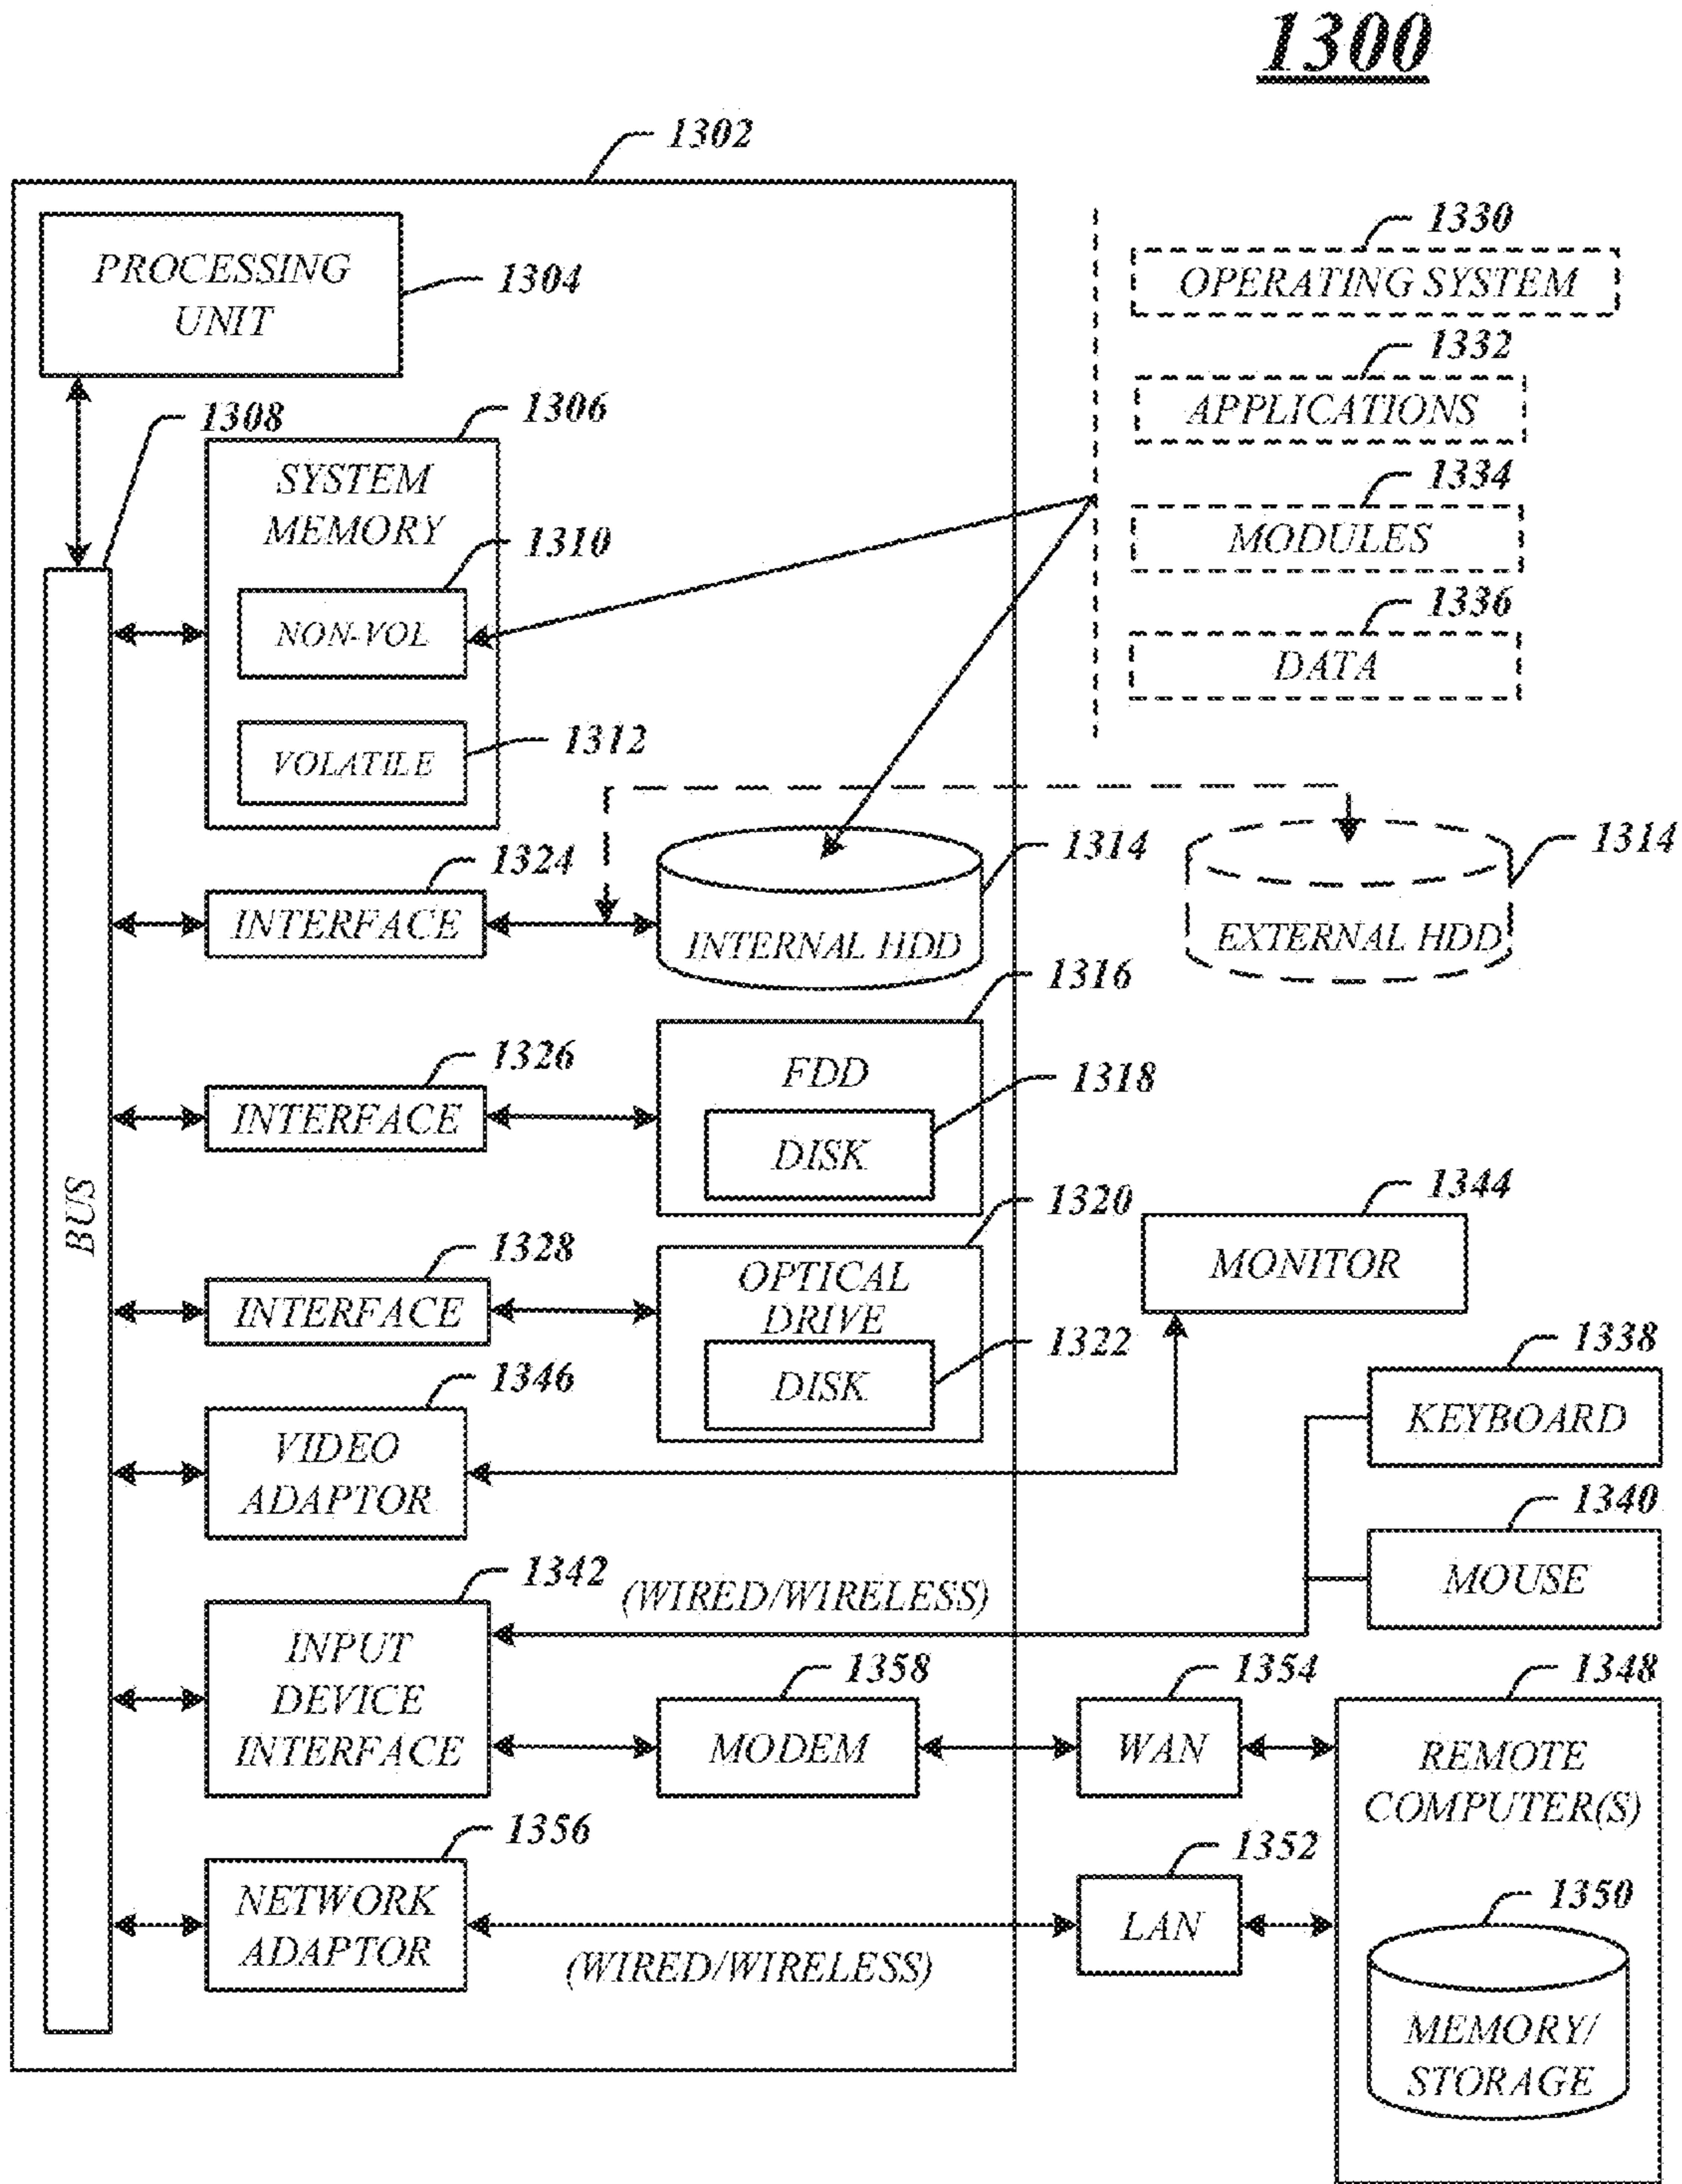 1300
1302
PROCESSING
UNIT
1304
1308
1306
SYSTEM
MEMORY
1310
NON-VOL
1312
VOLATILE
1330
OPERATING SYSTEM
1332
APPLICATIONS
1334
MODULES
1336
DATA
1324
INTERFACE
1314
INTERNAL HDD
1314
EXTERNAL HDD
1326
INTERFACE
1316
FDD
1318
DISK
BUS
1328
INTERFACE
1320
OPTICAL
DRIVE
1322
DISK
1344
MONITOR
1346
VIDEO
ADAPTOR
1338
KEYBOARD
1340
MOUSE
1342
(WIRED/WIRELESS)
INPUT
DEVICE
INTERFACE
1358
MODEM
1354
WAN
1348
REMOTE
COMPUTER(S)
1356
NETWORK
ADAPTOR
(WIRED/WIRELESS)
1352
LAN
1350
MEMORY/
STORAGE